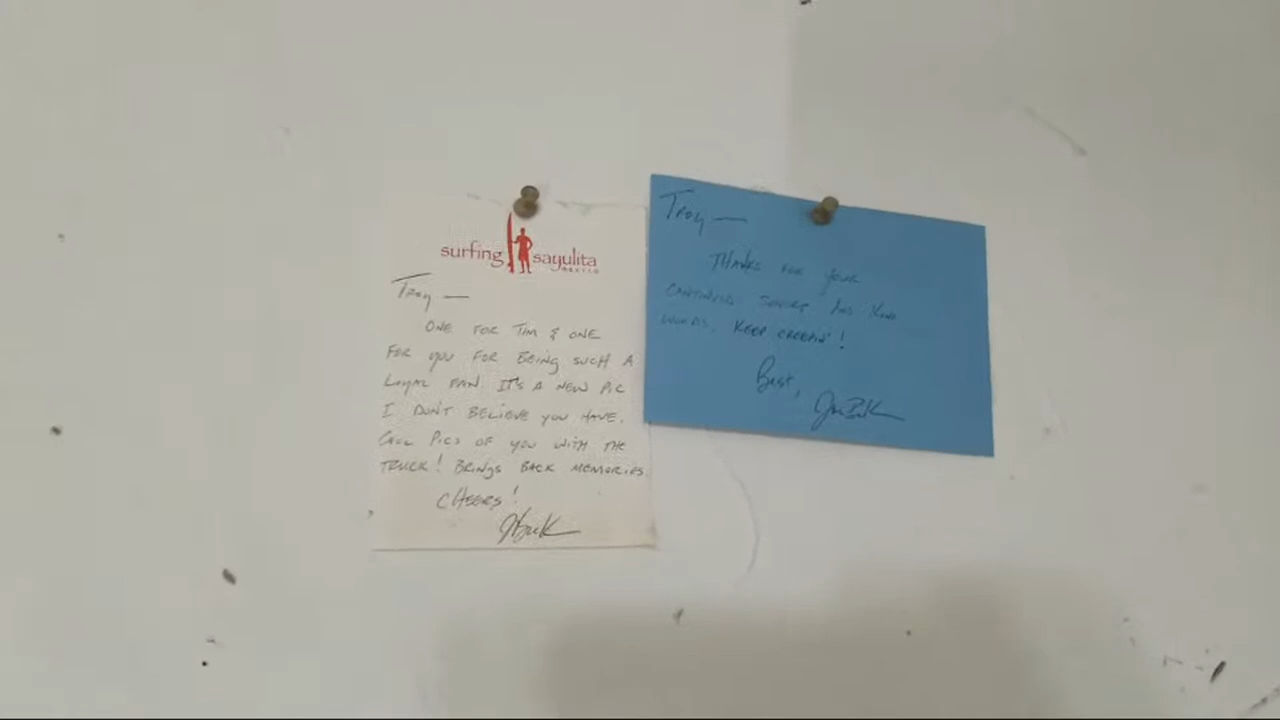 surfing sayulita
MEXICO
Troy —
ONE FOR TIM & ONE
FOR YOU FOR BEING SUCH A
LOYAL FAN. IT'S A NEW PIC
I DON'T BELIEVE YOU HAVE.
COOL PICS OF YOU WITH THE
TRUCK! BRINGS BACK MEMORIES.
CHEERS!
Troy —
THANKS FOR YOUR
CONTINUED SUPPORT AND KIND
WORDS. KEEP CREEPIN'!
Best,